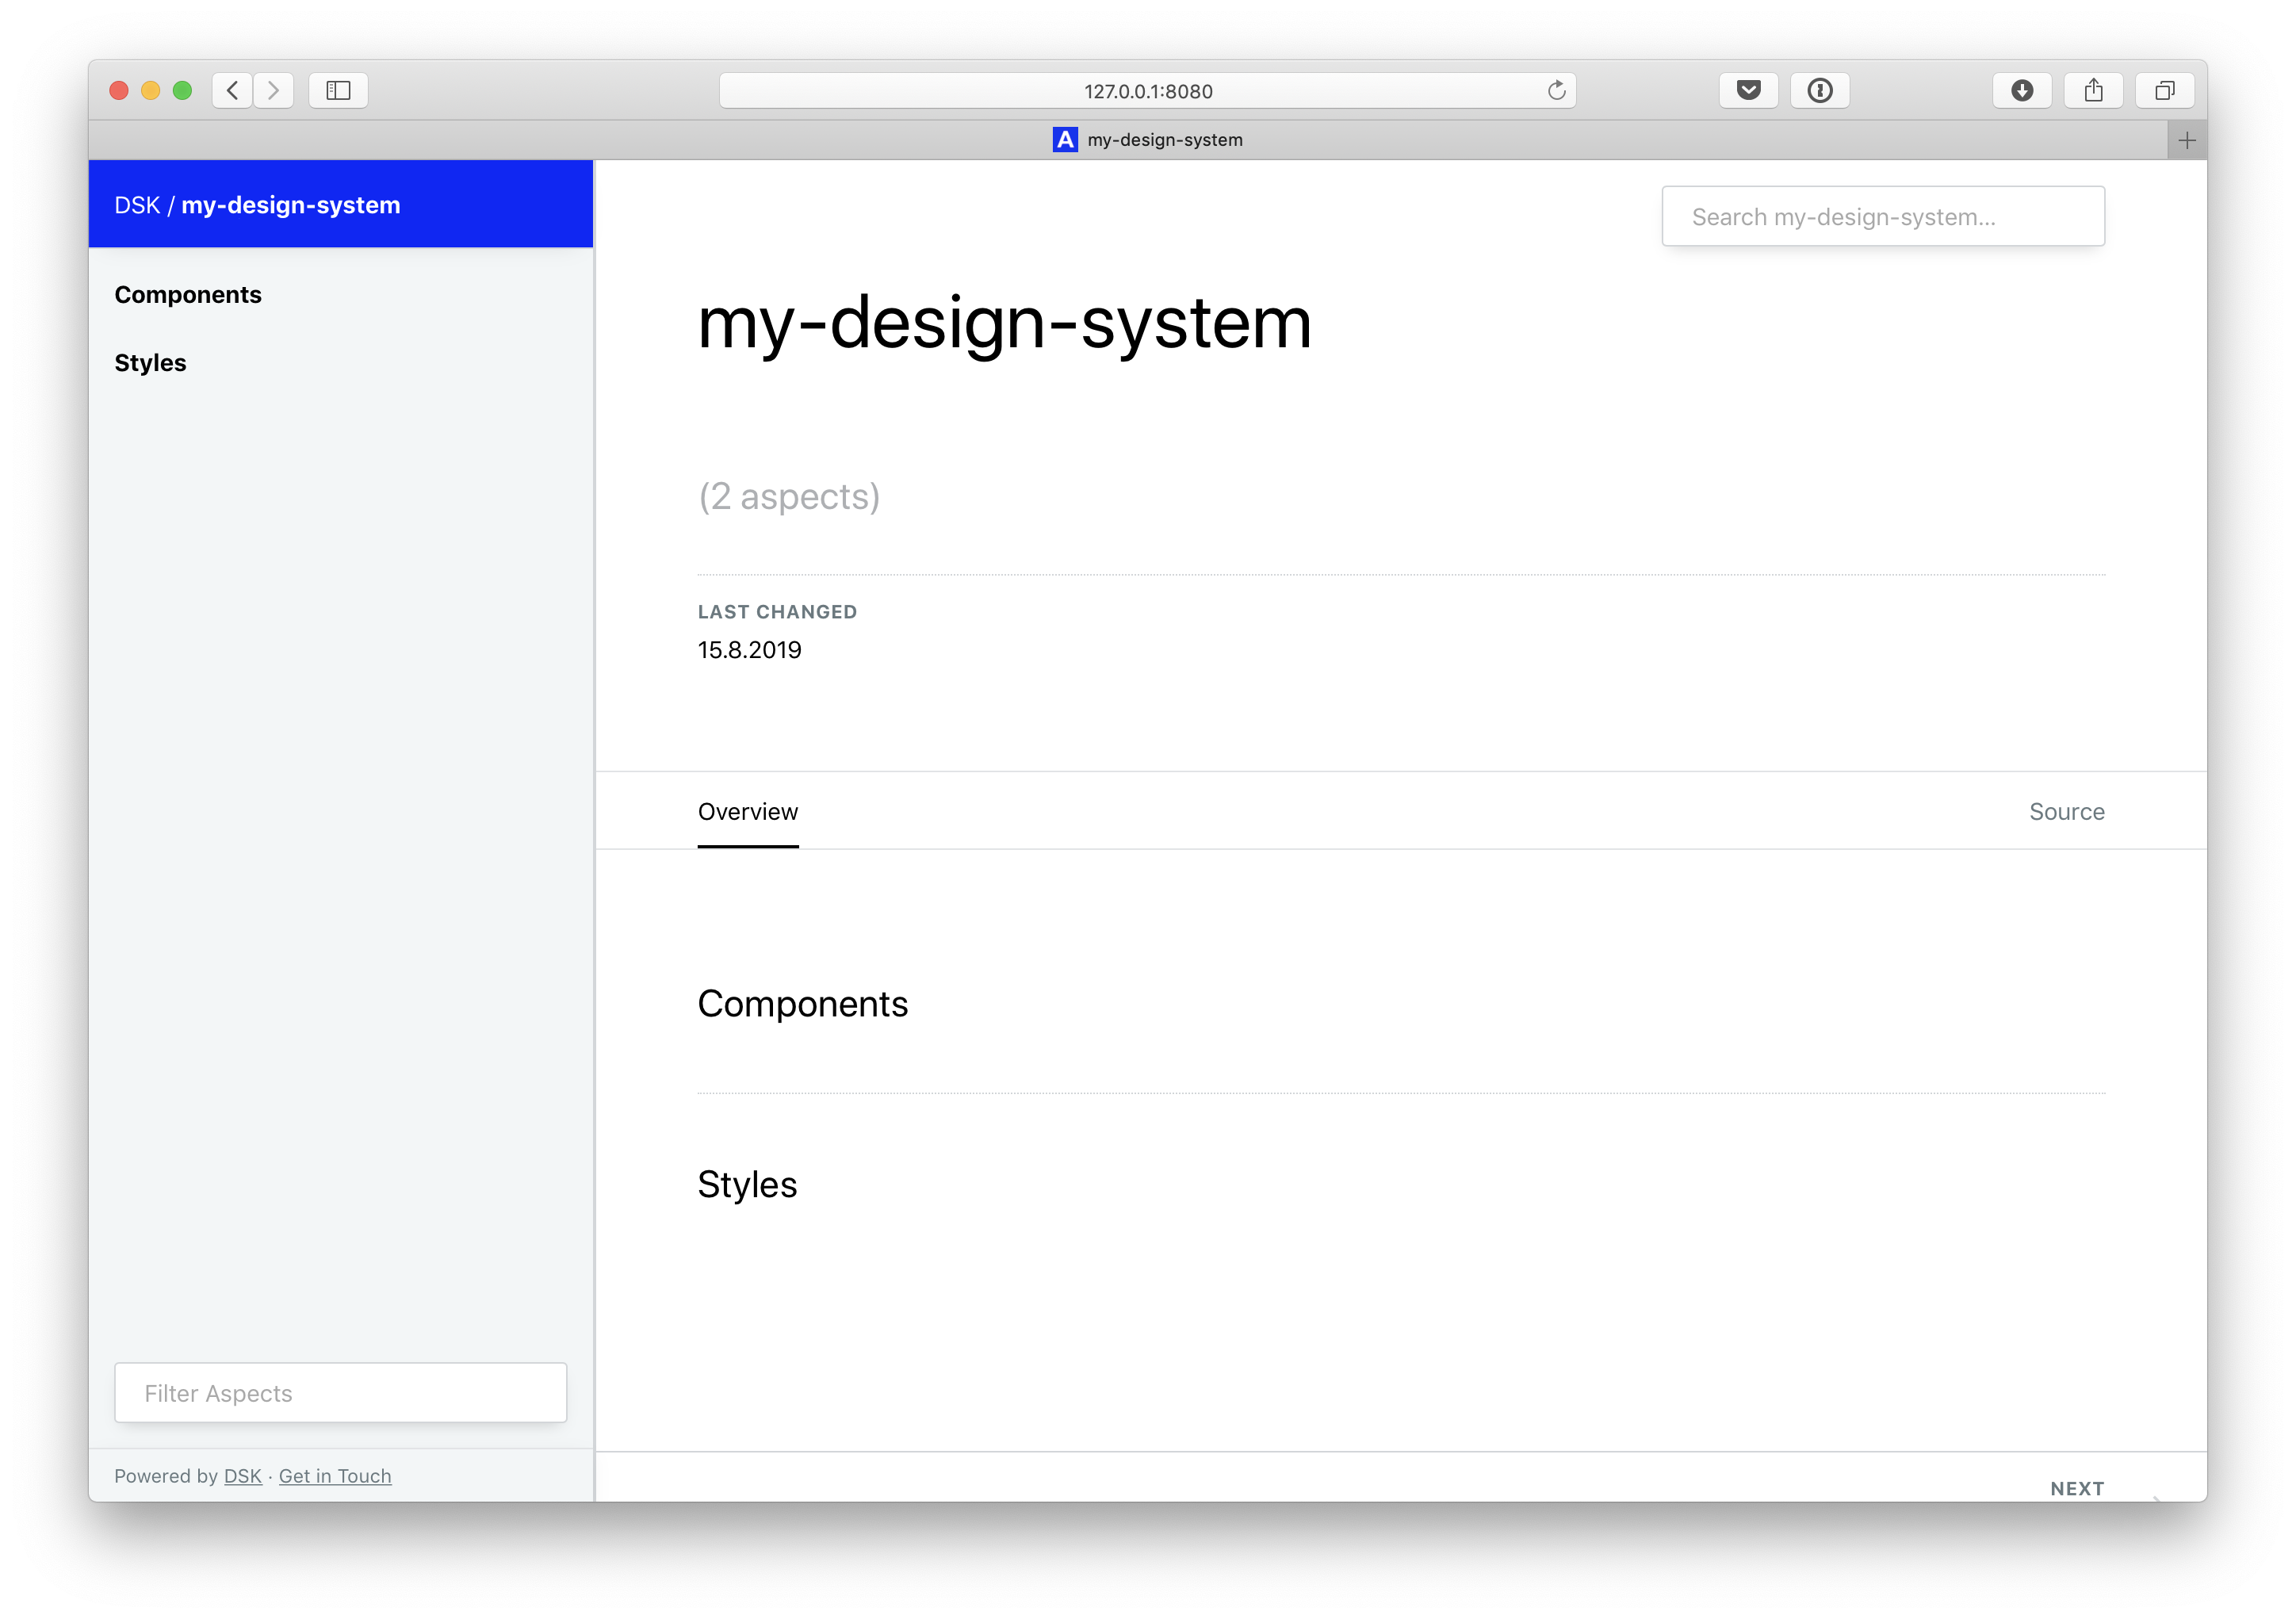 127.0.0.1:8080
A my-design-system
DSK / my-design-system
Components
Styles
Filter Aspects
Powered by DSK · Get in Touch
Search my-design-system...
my-design-system
(2 aspects)
LAST CHANGED
15.8.2019
Overview
Source
Components
Styles
NEXT